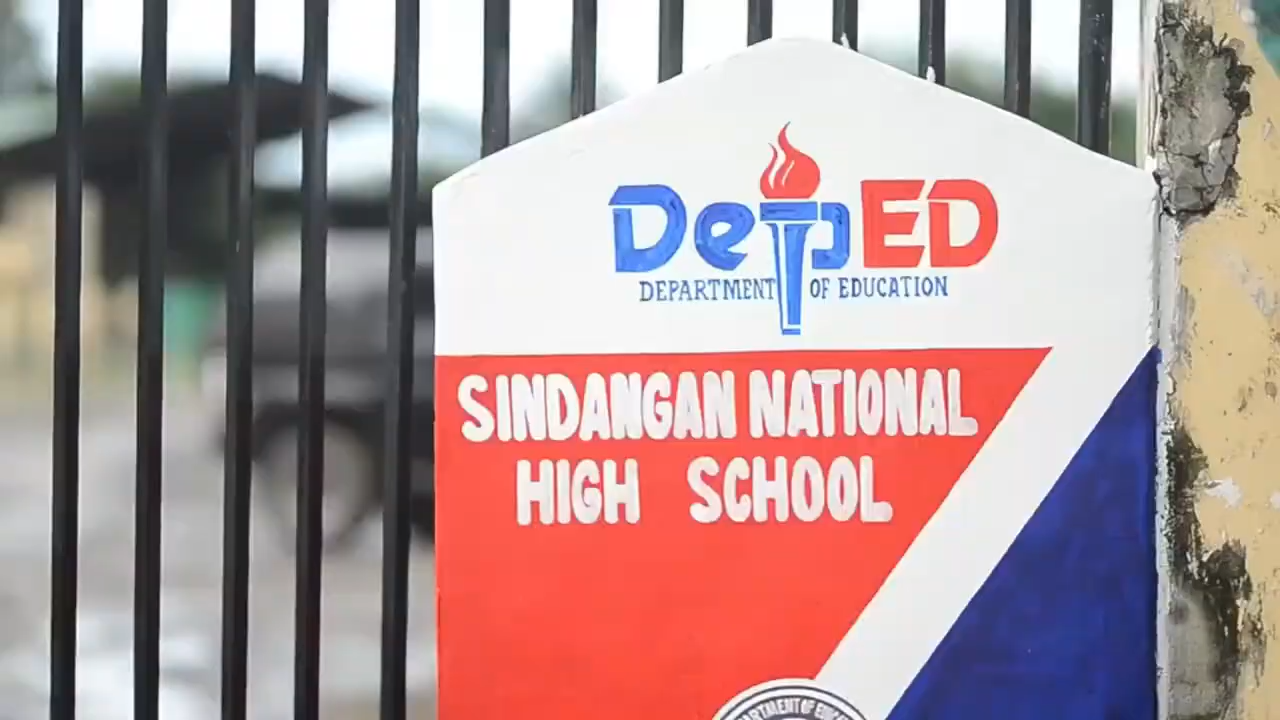 DepED
DEPARTMENT OF EDUCATION
SINDANGAN NATIONAL
HIGH SCHOOL